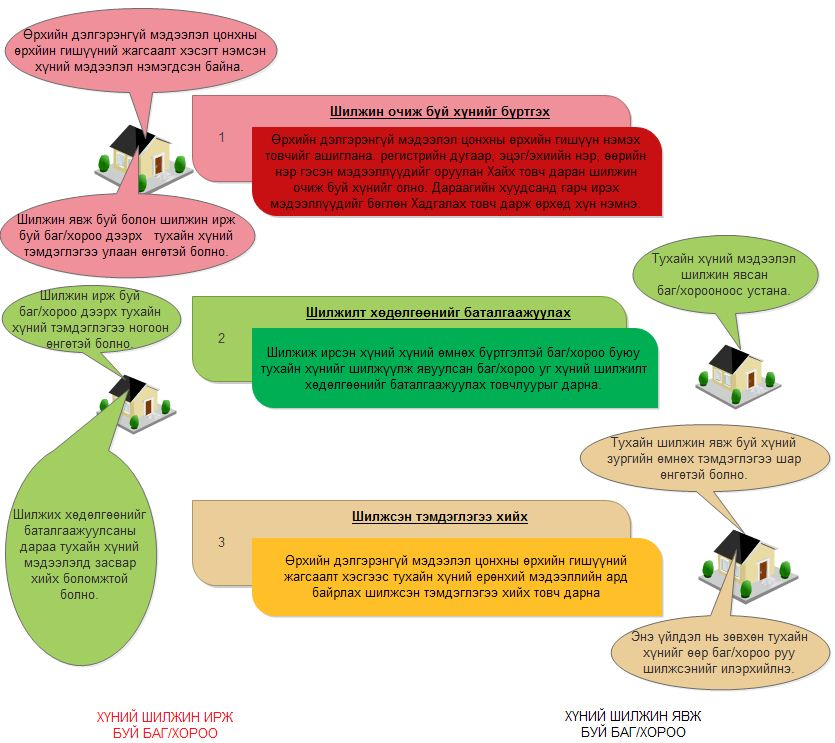 Өрхийн дэлгэрэнгүй мэдээлэл цонхны
өрхйин гишүүний жагсаалт хэсэгт нэмсэн
хүний мэдээлэл нэмэгдсэн байна.
Шилжин очиж буй хүнийг бүртгэх
1
Өрхийн дэлгэрэнгүй мэдээлэл цонхны өрхийн гишүүн нэмэх
товчийг ашиглана. регистрийн дугаар, эцэг/эхиийн нэр, өөрийн
нэр гэсэн мэдээллүүдийг оруулан Хайх товч даран шилжин
очиж буй хүнийг олно. Дараагийн хуудсанд гарч ирэх
мэдээллүүдийг бөглөн Хадгалах товч дарж өрхөд хүн нэмнэ.
Шилжин явж буй болон шилжин ирж
буй баг/хороо дээрх тухайн хүний
тэмдэглэгээ улаан өнгөтэй болно.
Тухайн хүний мэдээлэл
шилжин явсан
баг/хорооноос устана.
Шилжин ирж буй
баг/хороо дээрх тухайн
хүний тэмдэглэгээ ногоон
өнгөтэй болно.
Шилжилт хөдөлгөөнийг баталгаажуулах
2
Шилжиж ирсэн хүний хүний өмнөх бүртгэлтэй баг/хороо буюу
тухайн хүнийг шилжүүлж явуулсан баг/хороо уг хүний шилжилт
хөдөлгөөнийг баталгаажуулах товчлуурыг дарна.
Тухайн шилжин явж буй хүний
зургийн өмнөх тэмдэглэгээ шар
өнгөтэй болно.
Шилжих хөдөлгөөнийг
баталгаажуулсаны
дараа тухайн хүний
мэдээлэлд засвар
хийх боломжтой
болно.
Шилжсэн тэмдэглэгээ хийх
3
Өрхийн дэлгэрэнгүй мэдээлэл цонхны өрхийн гишүүний
жагсаалт хэсгээс тухайн хүний ерөнхий мэдээллийн ард
байрлах шилжсэн тэмдэглэгээ хийх товч дарна
Энэ үйлдэл нь зөвхөн тухайн
хүнийг өөр баг/хороо руу
шилжсэнийг илэрхийлнэ.
ХҮНИЙ ШИЛЖИН ИРЖ
БУЙ БАГ/ХОРОО
ХҮНИЙ ШИЛЖИН ЯВЖ
БУЙ БАГ/ХОРОО